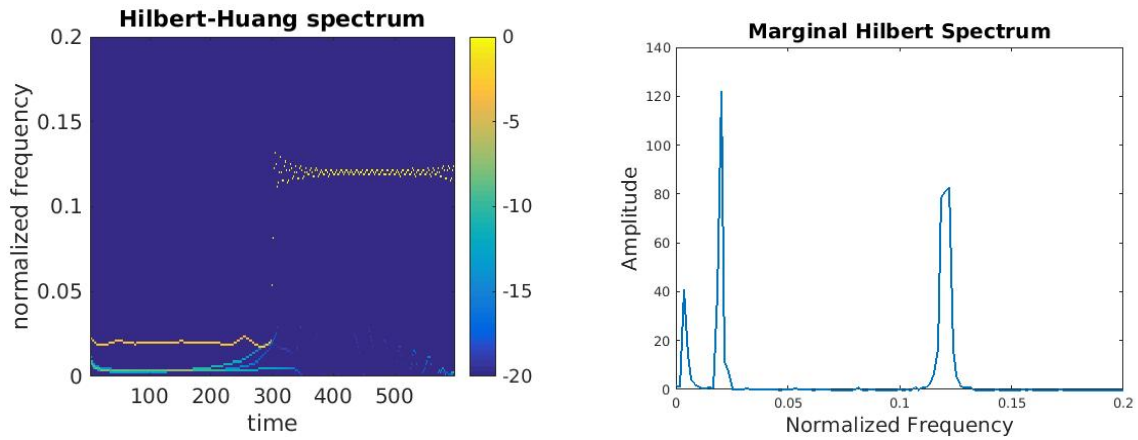 Hilbert-Huang spectrum
normalized frequency
0.2
0.15
0.1
0.05
0
100 200 300 400 500
time
0
-5
-10
-15
-20
Marginal Hilbert Spectrum
Amplitude
140
120
100
80
60
40
20
0
0 0.05 0.1 0.15 0.2
Normalized Frequency